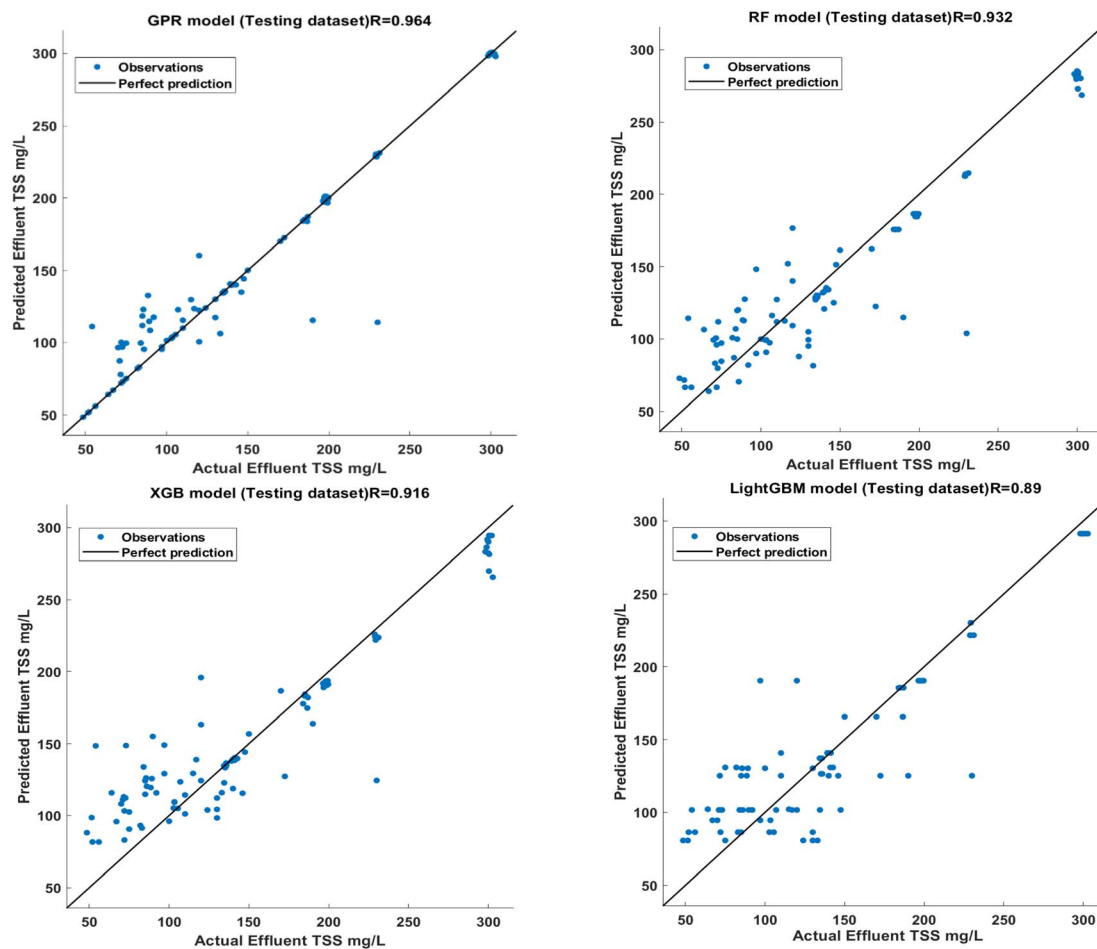 GPR model (Testing dataset)R=0.964
Observations
Perfect prediction
Predicted Effluent TSS mg/L
300
250
200
150
100
50
50 100 150 200 250 300
Actual Effluent TSS mg/L
RF model (Testing dataset)R=0.932
Observations
Perfect prediction
Predicted Effluent TSS mg/L
300
250
200
150
100
50
50 100 150 200 250 300
Actual Effluent TSS mg/L
XGB model (Testing dataset)R=0.916
Observations
Perfect prediction
Predicted Effluent TSS mg/L
300
250
200
150
100
50
50 100 150 200 250 300
Actual Effluent TSS mg/L
LightGBM model (Testing dataset)R=0.89
Observations
Perfect prediction
Predicted Effluent TSS mg/L
300
250
200
150
100
50
50 100 150 200 250 300
Actual Effluent TSS mg/L